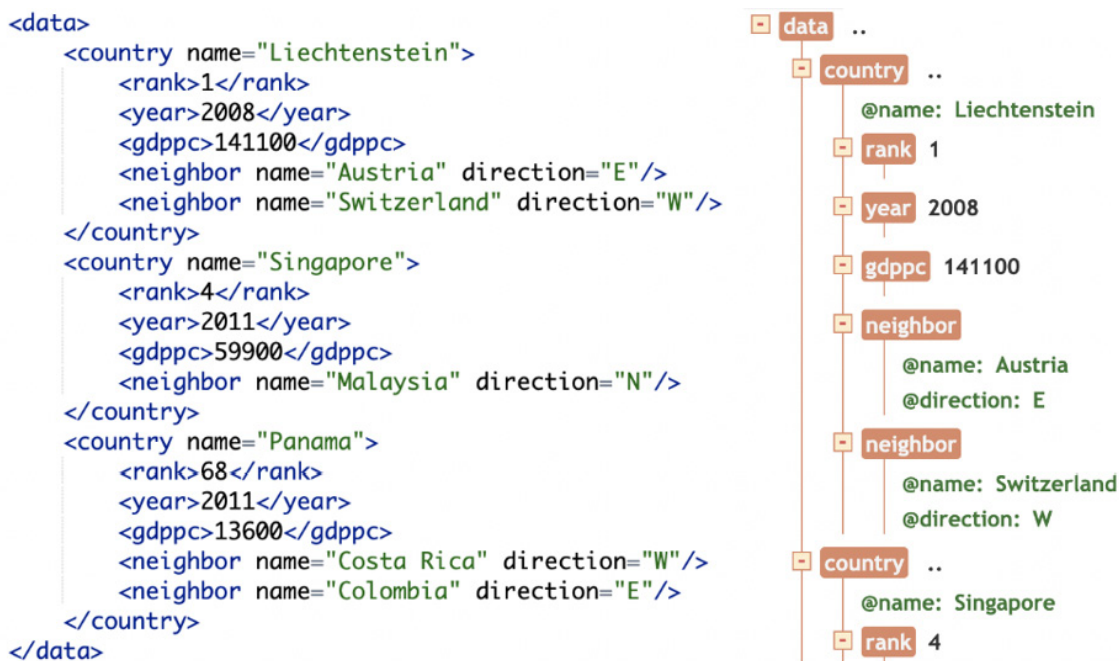 <data>
    <country name="Liechtenstein">
        <rank>1</rank>
        <year>2008</year>
        <gdppc>141100</gdppc>
        <neighbor name="Austria" direction="E"/>
        <neighbor name="Switzerland" direction="W"/>
    </country>
    <country name="Singapore">
        <rank>4</rank>
        <year>2011</year>
        <gdppc>59900</gdppc>
        <neighbor name="Malaysia" direction="N"/>
    </country>
    <country name="Panama">
        <rank>68</rank>
        <year>2011</year>
        <gdppc>13600</gdppc>
        <neighbor name="Costa Rica" direction="W"/>
        <neighbor name="Colombia" direction="E"/>
    </country>
</data>
- data ..
- country ..
@name: Liechtenstein
- rank 1
- year 2008
- gdppc 141100
- neighbor
@name: Austria
@direction: E
- neighbor
@name: Switzerland
@direction: W
- country ..
@name: Singapore
- rank 4